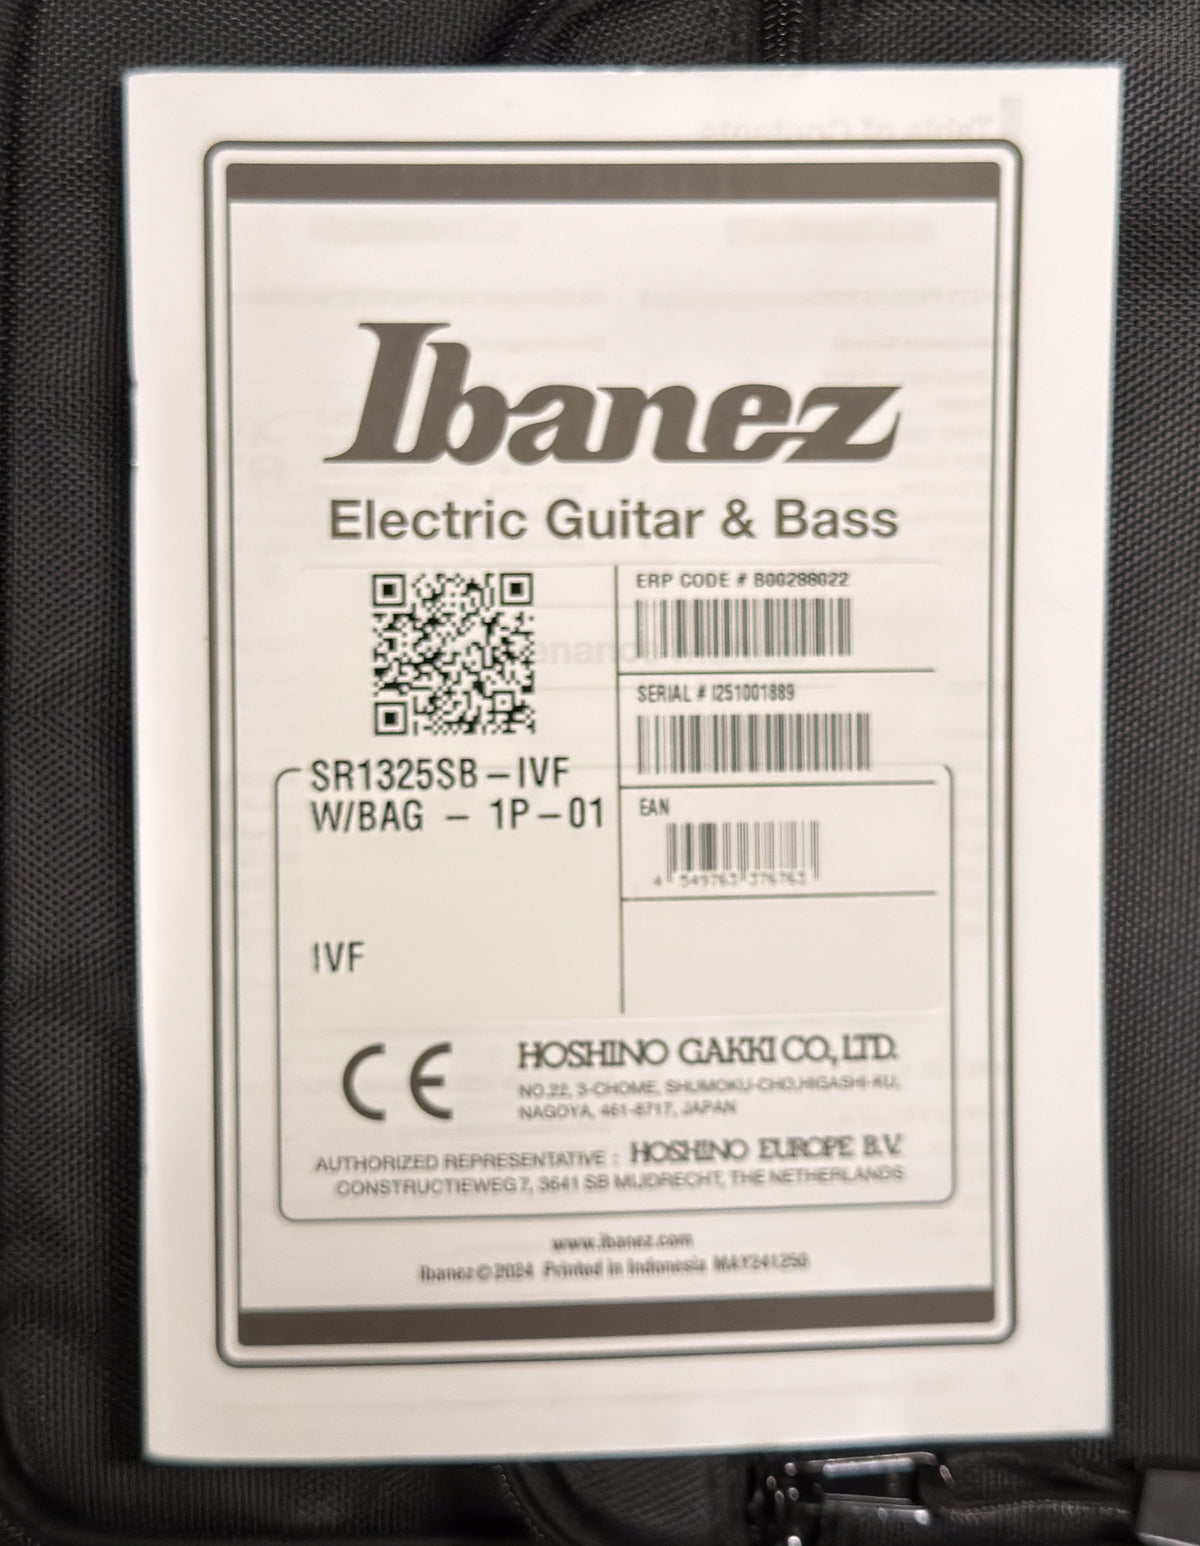 Ibanez
Electric Guitar & Bass
ERP CODE # B00288022
SERIAL # I251001889
SR1325SB–IVF
W/BAG – 1P–01
EAN
4 549763 376763
IVF
CE
HOSHINO GAKKI CO., LTD.
NO.22, 3-CHOME, SHUMOKU-CHO,HIGASHI-KU,
NAGOYA, 461-8717, JAPAN
AUTHORIZED REPRESENTATIVE : HOSHINO EUROPE B.V.
CONSTRUCTIEWEG 7, 3641 SB MIJDRECHT, THE NETHERLANDS
www.ibanez.com
Ibanez © 2024 Printed in Indonesia MAY241250